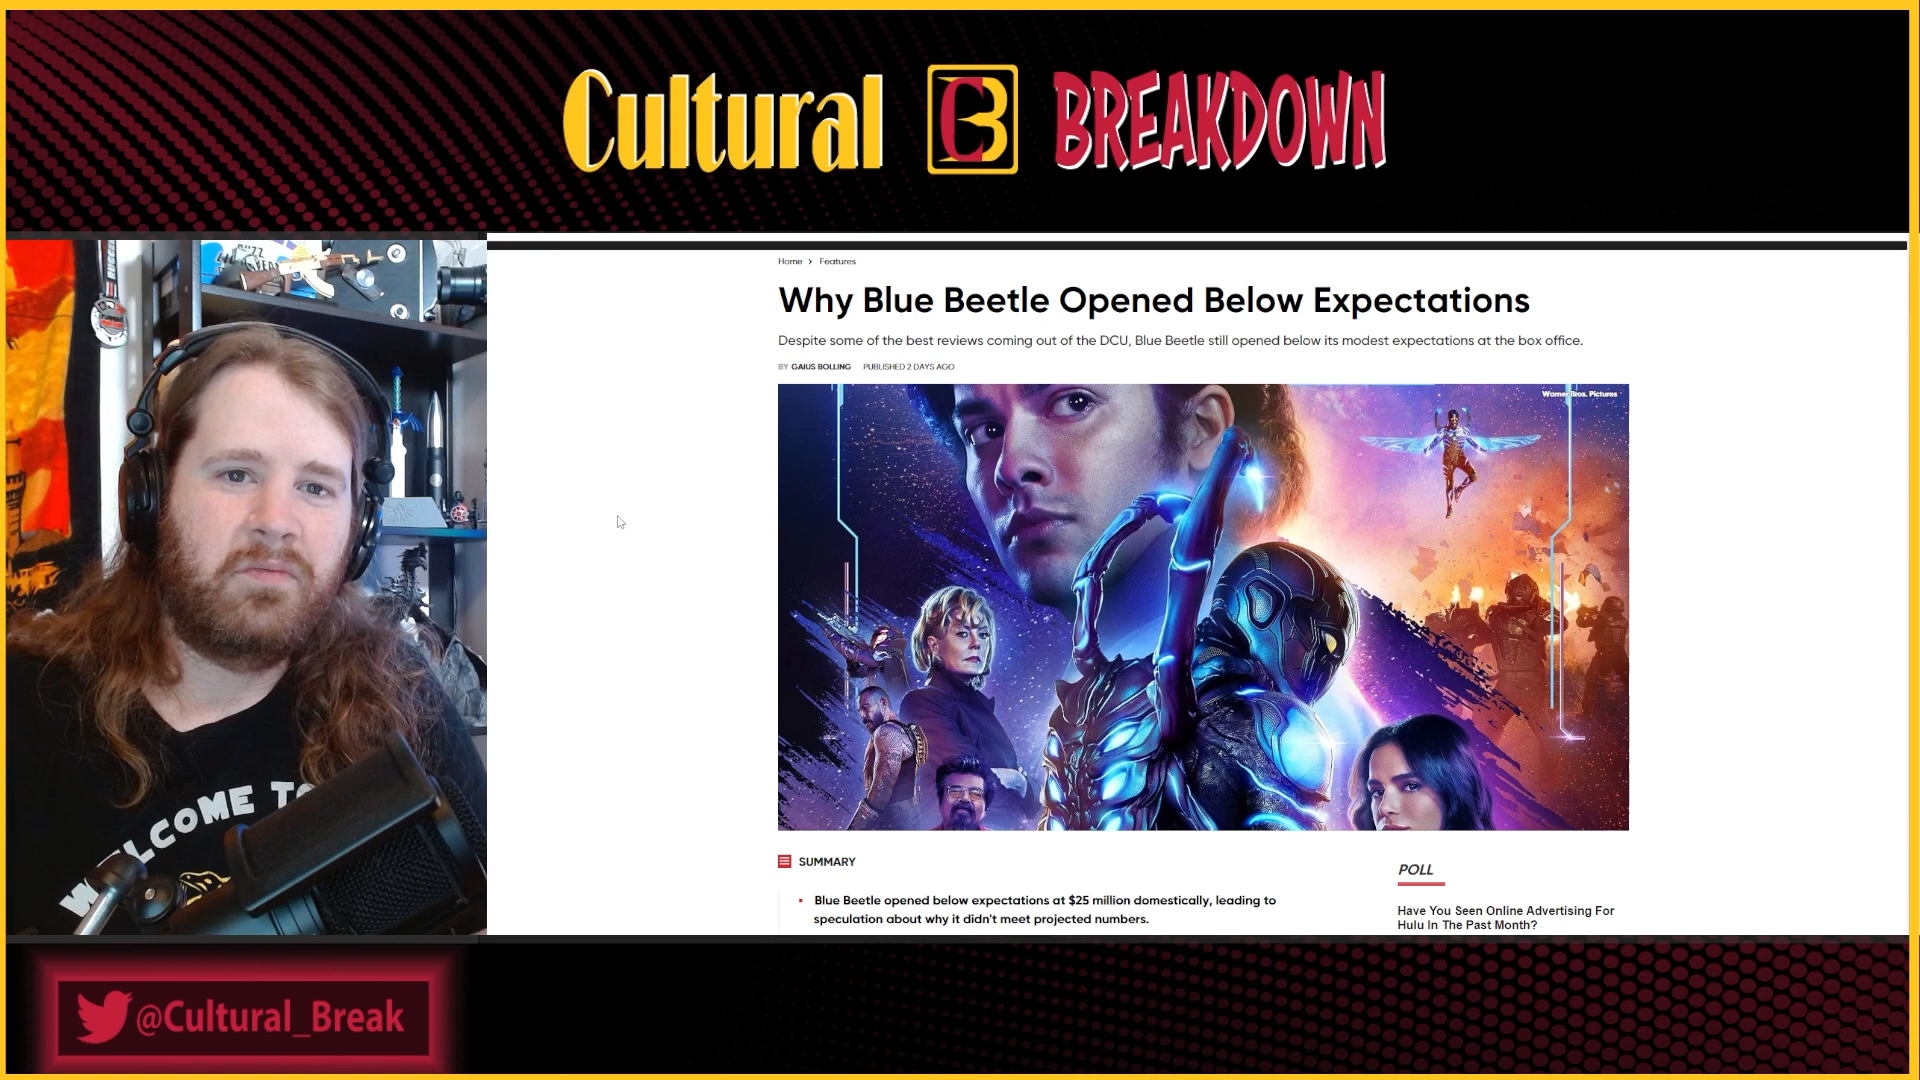 Cultural CB BREAKDOWN
Home > Features
Why Blue Beetle Opened Below Expectations
Despite some of the best reviews coming out of the DCU, Blue Beetle still opened below its modest expectations at the box office.
BY GAIUS BOLLING PUBLISHED 2 DAYS AGO
Warner Bros. Pictures
WELCOME TO
SUMMARY
Blue Beetle opened below expectations at $25 million domestically, leading to
speculation about why it didn't meet projected numbers.
POLL
Have You Seen Online Advertising For
Hulu In The Past Month?
@Cultural_Break